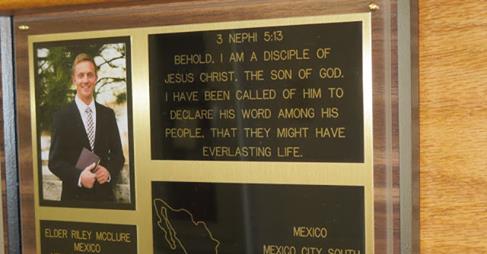 3 NEPHI 5:13
BEHOLD, I AM A DISCIPLE OF
JESUS CHRIST, THE SON OF GOD.
I HAVE BEEN CALLED OF HIM TO
DECLARE HIS WORD AMONG HIS
PEOPLE, THAT THEY MIGHT HAVE
EVERLASTING LIFE.
ELDER RILEY MCCLURE
MEXICO
MEXICO
MEXICO CITY SOUTH